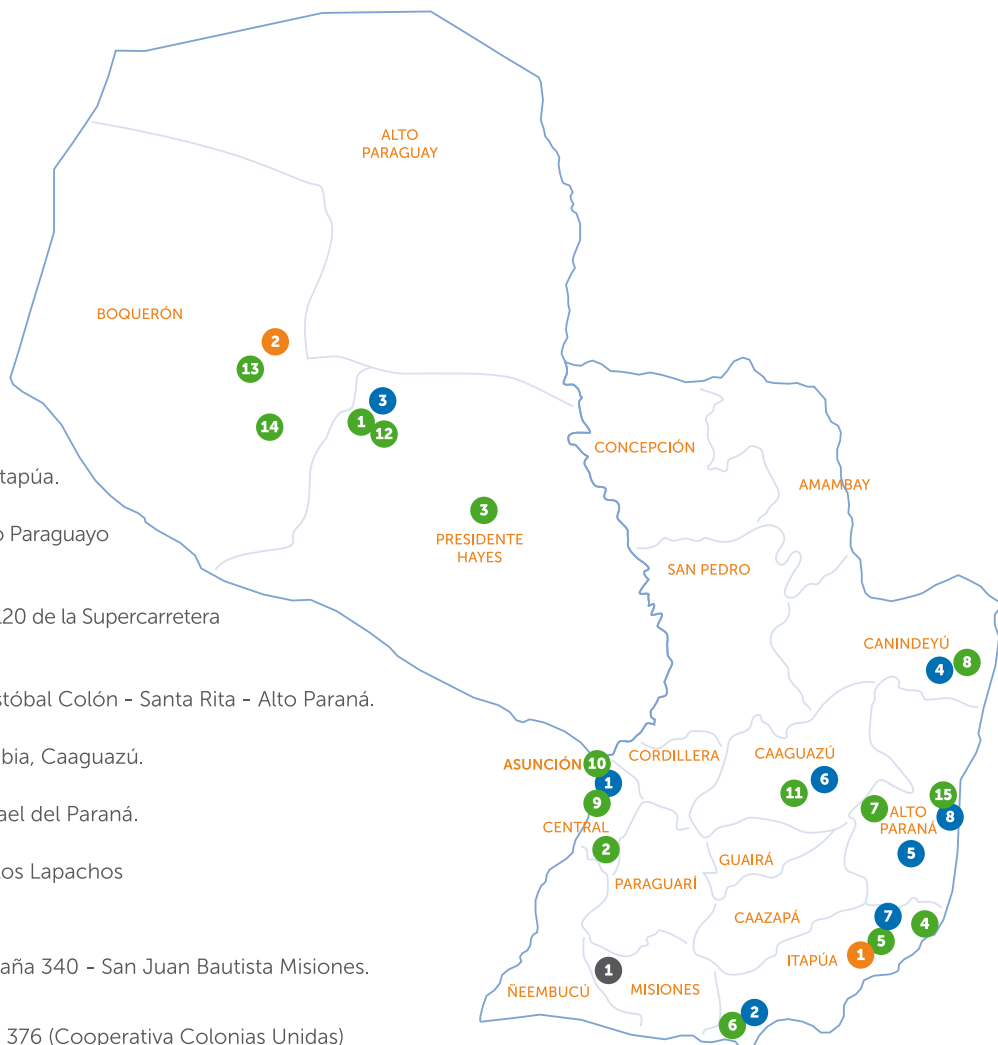 ALTO
PARAGUAY
BOQUERÓN
2
13
3
1
12
14
CONCEPCIÓN
AMAMBAY
3
PRESIDENTE
HAYES
SAN PEDRO
CANINDEYÚ
4
8
ASUNCIÓN
10
1
9
CENTRAL
2
CORDILLERA
CAAGUAZÚ
6
11
7
15
8
ALTO
PARANÁ
5
GUAIRÁ
PARAGUARÍ
CAAZAPÁ
7
4
5
1
ITAPÚA
1
ÑEEMBUCÚ
MISIONES
2
6
tapúa.
o Paraguayo
120 de la Supercarretera
stóbal Colón - Santa Rita - Alto Paraná.
bia, Caaguazú.
ael del Paraná.
Los Lapachos
aña 340 - San Juan Bautista Misiones.
376 (Cooperativa Colonias Unidas)